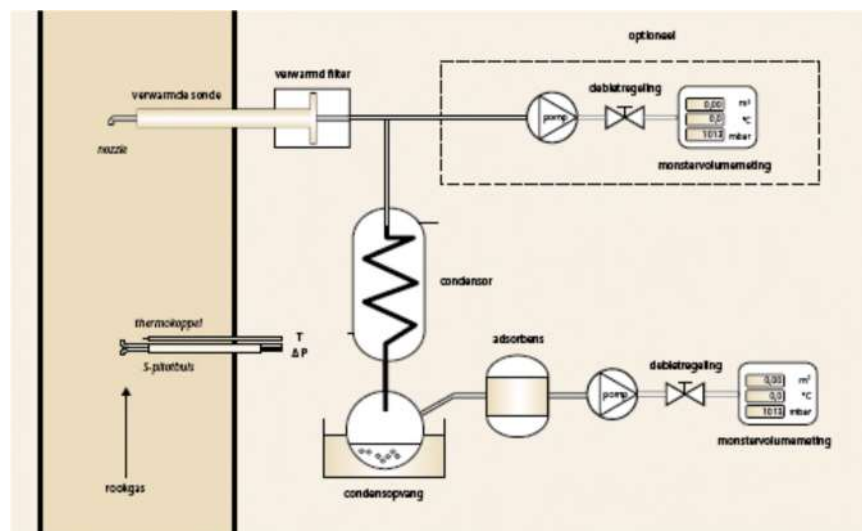 optioneel
verwarmd filter
verwarmde sonde
nozzle
pomp
debietregeling
0,00 m³
0,0 °C
1013 mbar
monstervolumemeting
condensor
thermokoppel
T
ΔP
S-pitotbuis
adsorbens
pomp
debietregeling
0,00 m³
0,0 °C
1013 mbar
monstervolumemeting
rookgas
condensopvang